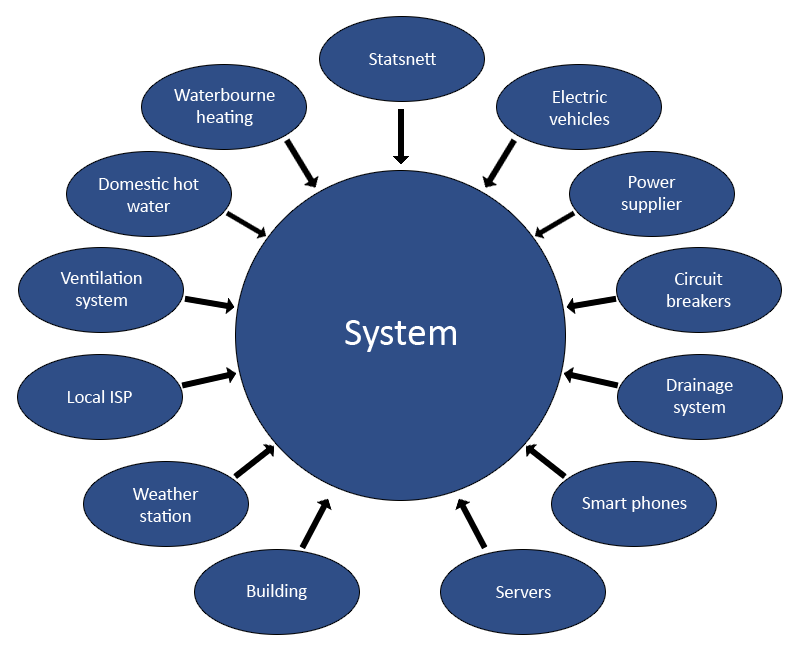 Statsnett
Waterbourne
heating
Electric
vehicles
Domestic hot
water
Power
supplier
Ventilation
system
Circuit
breakers
System
Local ISP
Drainage
system
Weather
station
Smart phones
Building
Servers